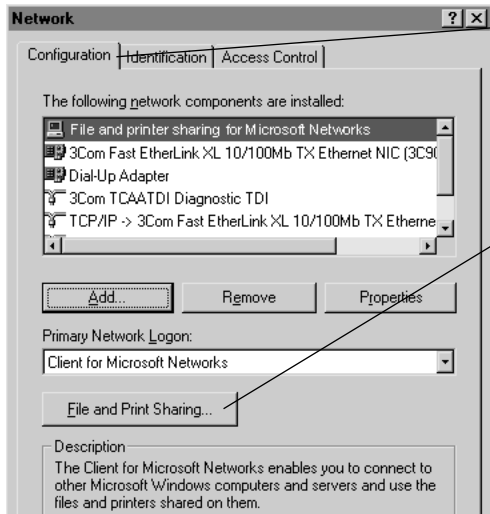 Network
Configuration Identification Access Control
The following network components are installed:
File and printer sharing for Microsoft Networks
3Com Fast EtherLink XL 10/100Mb TX Ethernet NIC (3C90
Dial-Up Adapter
3Com TCAATDI Diagnostic TDI
TCP/IP -> 3Com Fast EtherLink XL 10/100Mb TX Etherne
Add... Remove Properties
Primary Network Logon:
Client for Microsoft Networks
File and Print Sharing...
Description
The Client for Microsoft Networks enables you to connect to
other Microsoft Windows computers and servers and use the
files and printers shared on them.